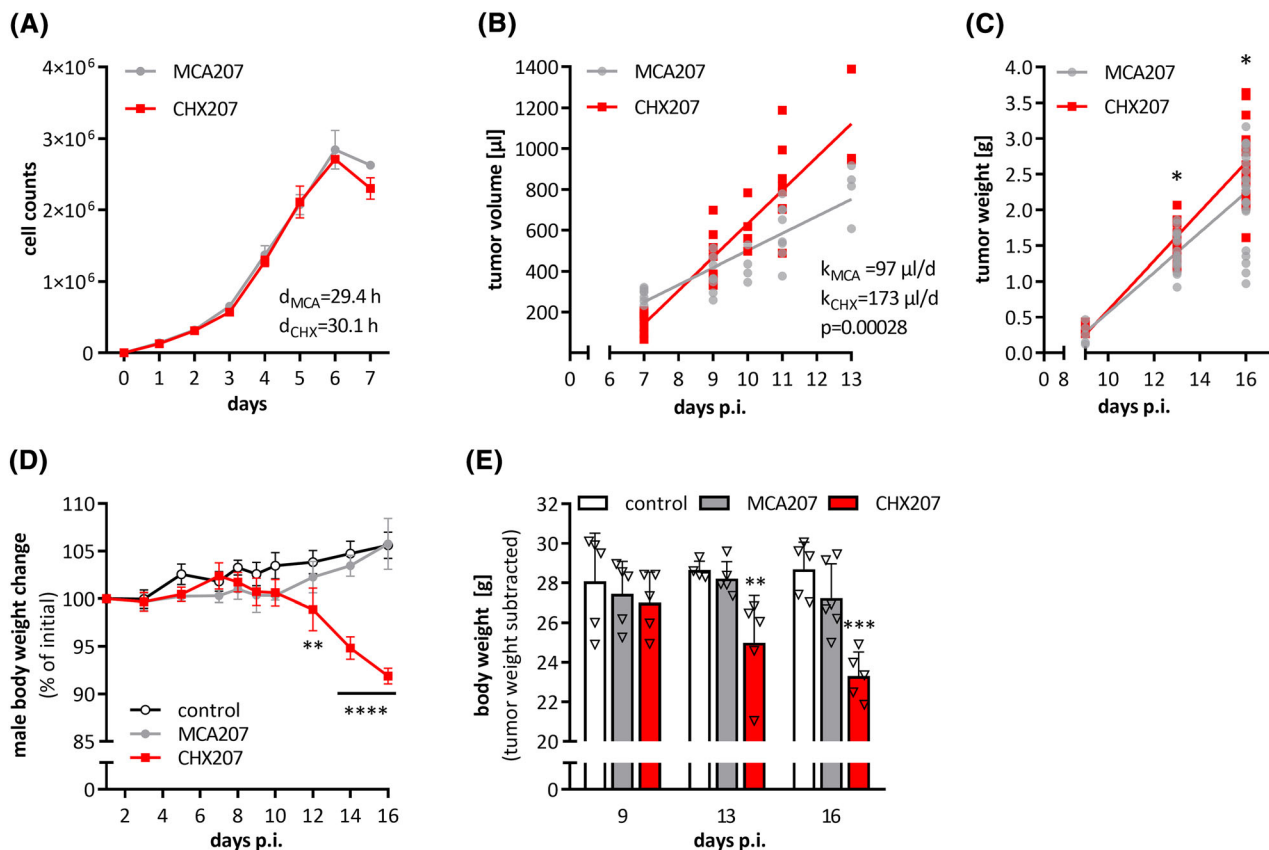 (A)
4×10⁶
3×10⁶
2×10⁶
1×10⁶
0
cell counts
MCA207
CHX207
dMCA=29.4 h
dCHX=30.1 h
0 1 2 3 4 5 6 7
days
(B)
1400
1200
1000
800
600
400
200
tumor volume [µl]
MCA207
CHX207
kMCA =97 µl/d
kCHX=173 µl/d
p=0.00028
0 6 7 8 9 10 11 12 13
days p.i.
(C)
4.0
3.5
3.0
2.5
2.0
1.5
1.0
0.5
0.0
tumor weight [g]
MCA207
CHX207
*
*
0 8 10 12 14 16
days p.i.
(D)
110
105
100
95
90
85
0
male body weight change
(% of initial)
**
****
control
MCA207
CHX207
2 4 6 8 10 12 14 16
days p.i.
(E)
32
30
28
26
24
22
20
0
body weight [g]
(tumor weight subtracted)
control MCA207 CHX207
**
***
9 13 16
days p.i.